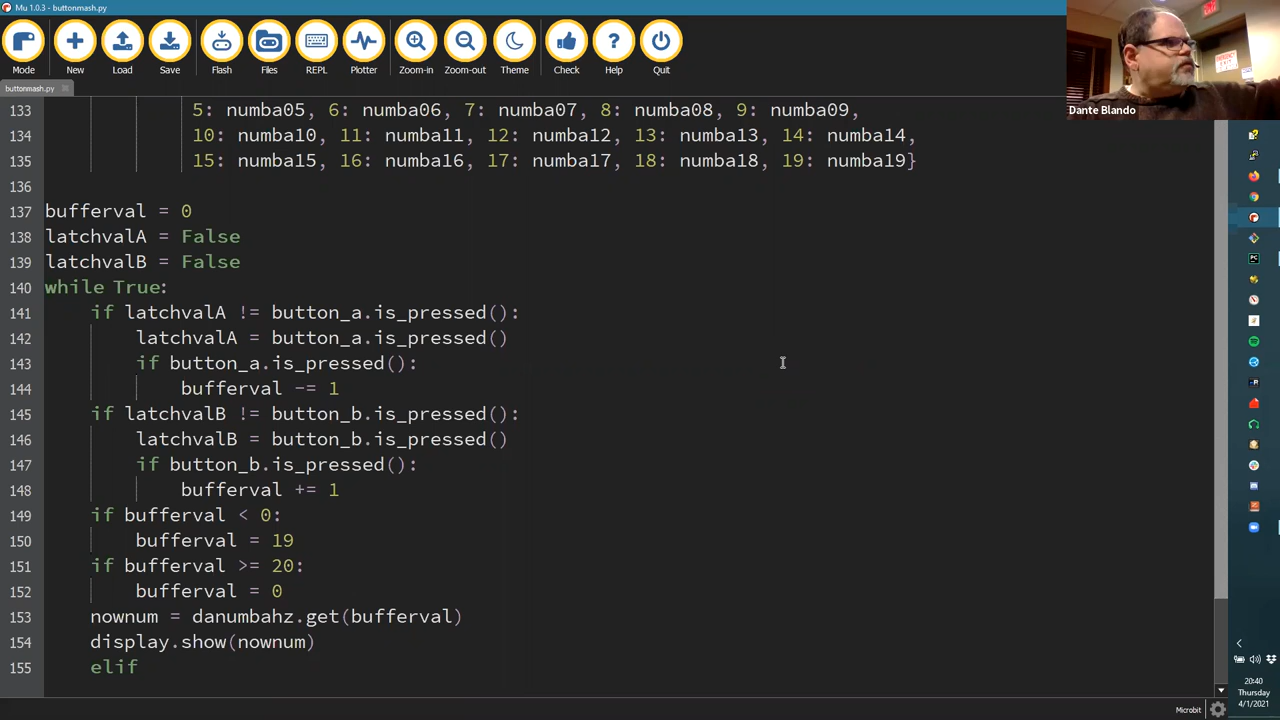 Mu 1.0.3 - buttonmash.py
Mode New Load Save Flash Files REPL Plotter Zoom-in Zoom-out Theme Check Help Quit
buttonmash.py
Dante Blando
133 5: numba05, 6: numba06, 7: numba07, 8: numba08, 9: numba09,
134 10: numba10, 11: numba11, 12: numba12, 13: numba13, 14: numba14,
135 15: numba15, 16: numba16, 17: numba17, 18: numba18, 19: numba19}
136
137 bufferval = 0
138 latchvalA = False
139 latchvalB = False
140 while True:
141 if latchvalA != button_a.is_pressed():
142 latchvalA = button_a.is_pressed()
143 if button_a.is_pressed():
144 bufferval -= 1
145 if latchvalB != button_b.is_pressed():
146 latchvalB = button_b.is_pressed()
147 if button_b.is_pressed():
148 bufferval += 1
149 if bufferval < 0:
150 bufferval = 19
151 if bufferval >= 20:
152 bufferval = 0
153 nownum = danumbahz.get(bufferval)
154 display.show(nownum)
155 elif
20:40
Thursday
4/1/2021
Microbit